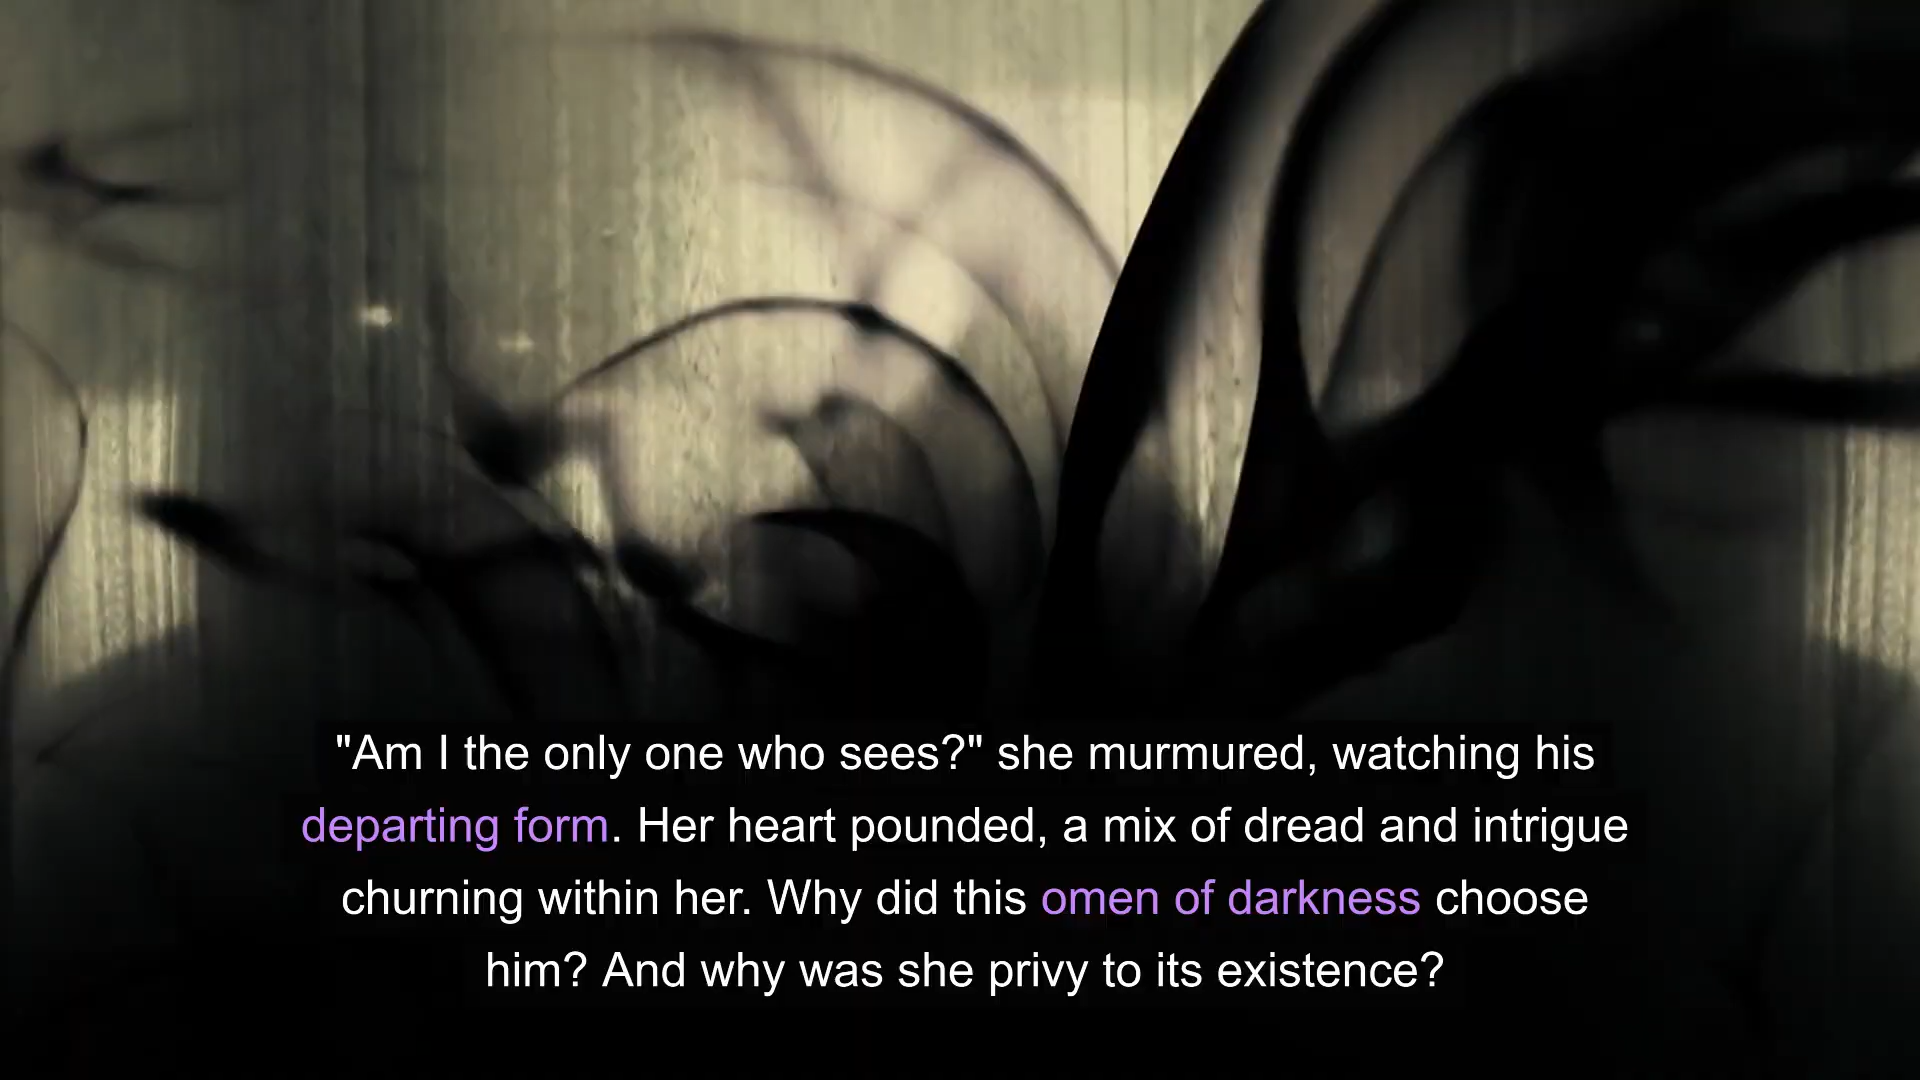 "Am I the only one who sees?" she murmured, watching his
departing form. Her heart pounded, a mix of dread and intrigue
churning within her. Why did this omen of darkness choose
him? And why was she privy to its existence?